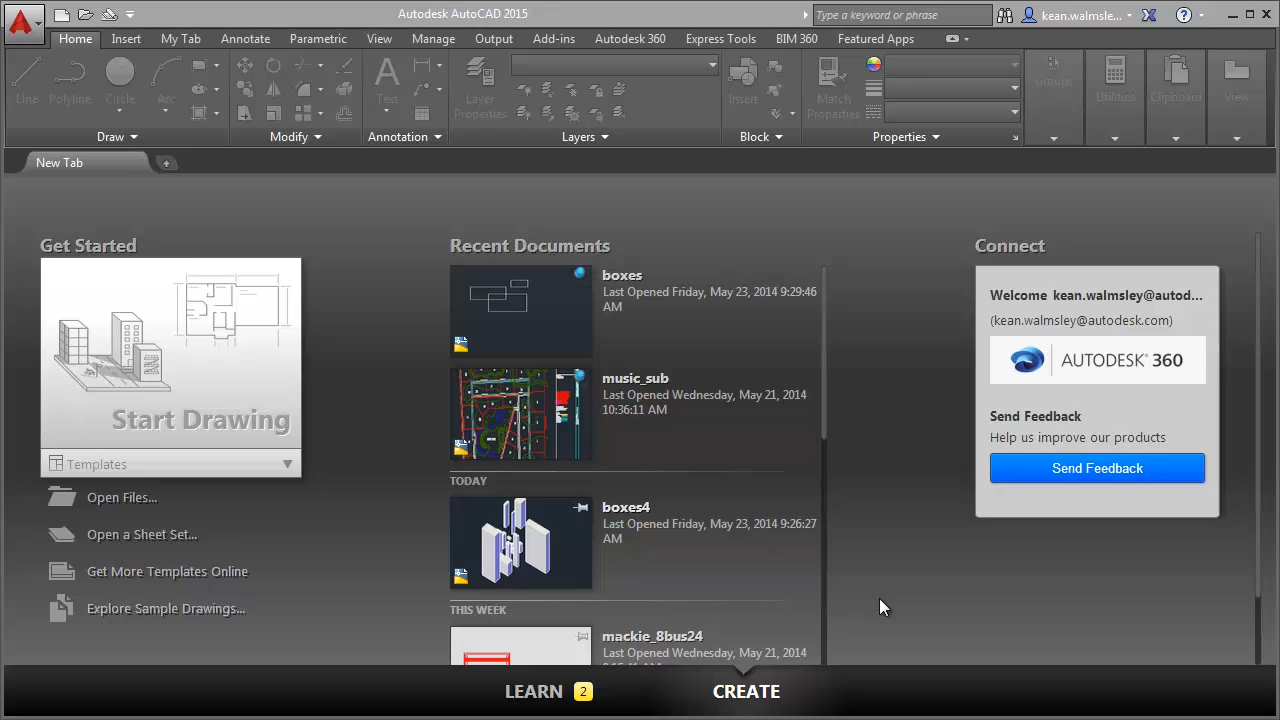 Autodesk AutoCAD 2015
Type a keyword or phrase
kean.walmsle...
Home
Insert
My Tab
Annotate
Parametric
View
Manage
Output
Add-ins
Autodesk 360
Express Tools
BIM 360
Featured Apps
Line
Polyline
Circle
Arc
Text
Layer
Properties
Insert
Match
Properties
Groups
Utilities
Clipboard
View
Draw
Modify
Annotation
Layers
Block
Properties
New Tab
Get Started
Start Drawing
Templates
Open Files...
Open a Sheet Set...
Get More Templates Online
Explore Sample Drawings...
Recent Documents
boxes
Last Opened Friday, May 23, 2014 9:29:46
AM
music_sub
Last Opened Wednesday, May 21, 2014
10:36:11 AM
TODAY
boxes4
Last Opened Friday, May 23, 2014 9:26:27
AM
THIS WEEK
mackie_8bus24
Last Opened Wednesday, May 21, 2014
Connect
Welcome kean.walmsley@autod...
(kean.walmsley@autodesk.com)
AUTODESK® 360
Send Feedback
Help us improve our products
Send Feedback
LEARN 2
CREATE